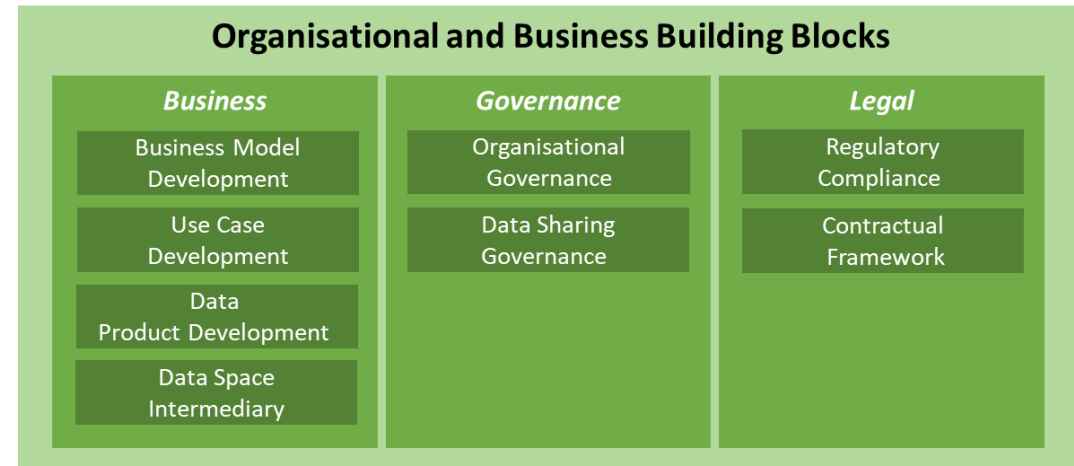 Organisational and Business Building Blocks
Business
Business Model
Development
Use Case
Development
Data
Product Development
Data Space
Intermediary
Governance
Organisational
Governance
Data Sharing
Governance
Legal
Regulatory
Compliance
Contractual
Framework